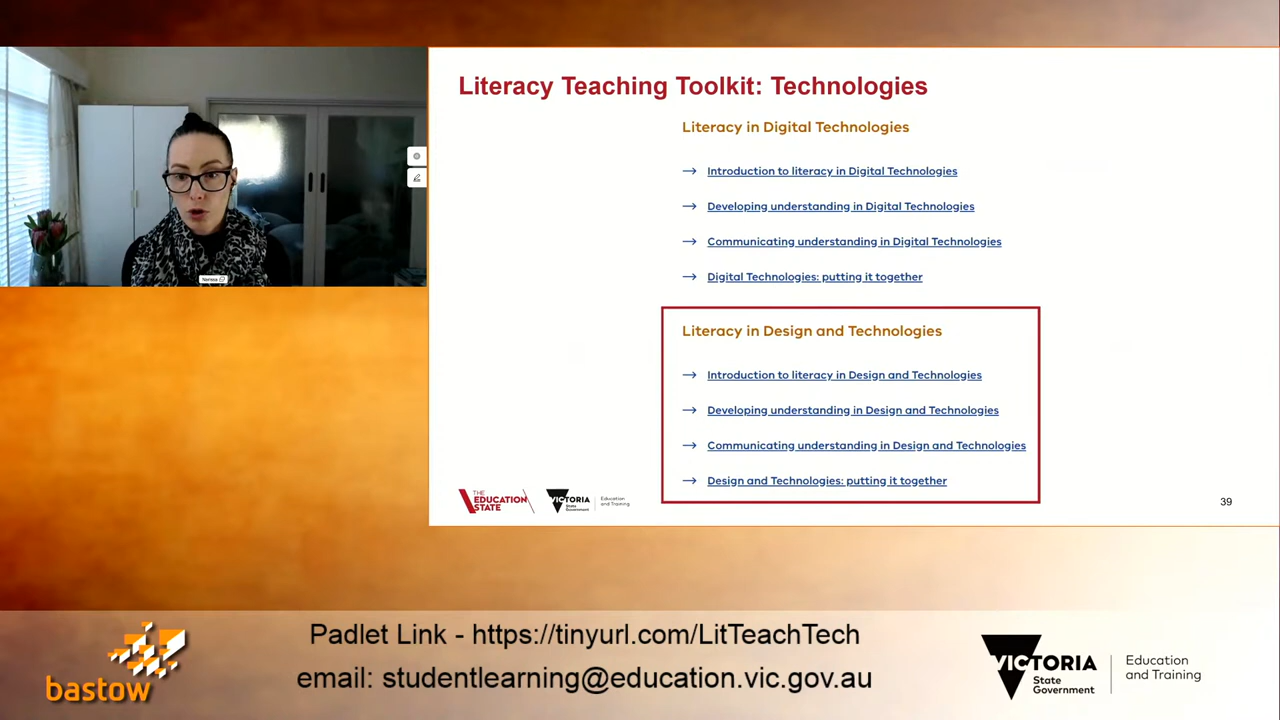 Literacy Teaching Toolkit: Technologies
Literacy in Digital Technologies
→ Introduction to literacy in Digital Technologies
→ Developing understanding in Digital Technologies
→ Communicating understanding in Digital Technologies
→ Digital Technologies: putting it together
Literacy in Design and Technologies
→ Introduction to literacy in Design and Technologies
→ Developing understanding in Design and Technologies
→ Communicating understanding in Design and Technologies
→ Design and Technologies: putting it together
THE
EDUCATION
STATE
VICTORIA
State
Government
Education
and Training
39
Padlet Link - https://tinyurl.com/LitTeachTech
email: studentlearning@education.vic.gov.au
bastow
VICTORIA
State
Government
Education
and Training